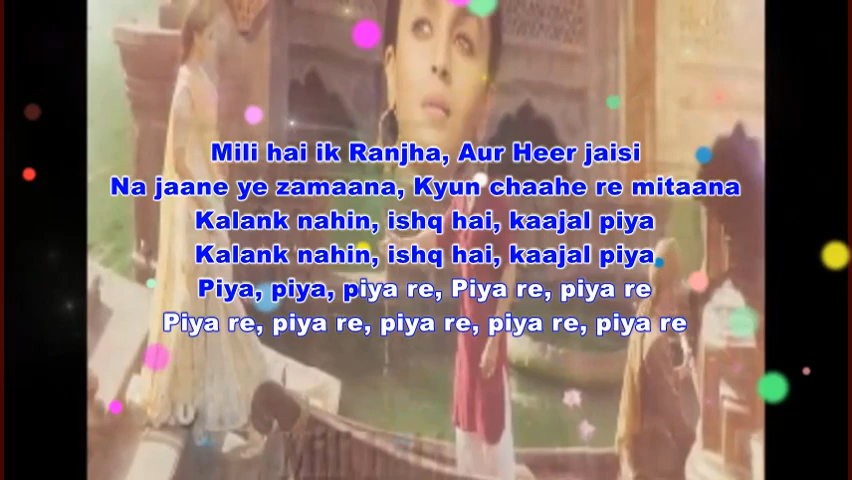 Mili hai ik Ranjha, Aur Heer jaisi
Na jaane ye zamaana, Kyun chaahe re mitaana
Kalank nahin, ishq hai, kaajal piya
Kalank nahin, ishq hai, kaajal piya
Piya, piya, piya re, Piya re, piya re
Piya re, piya re, piya re, piya re, piya re